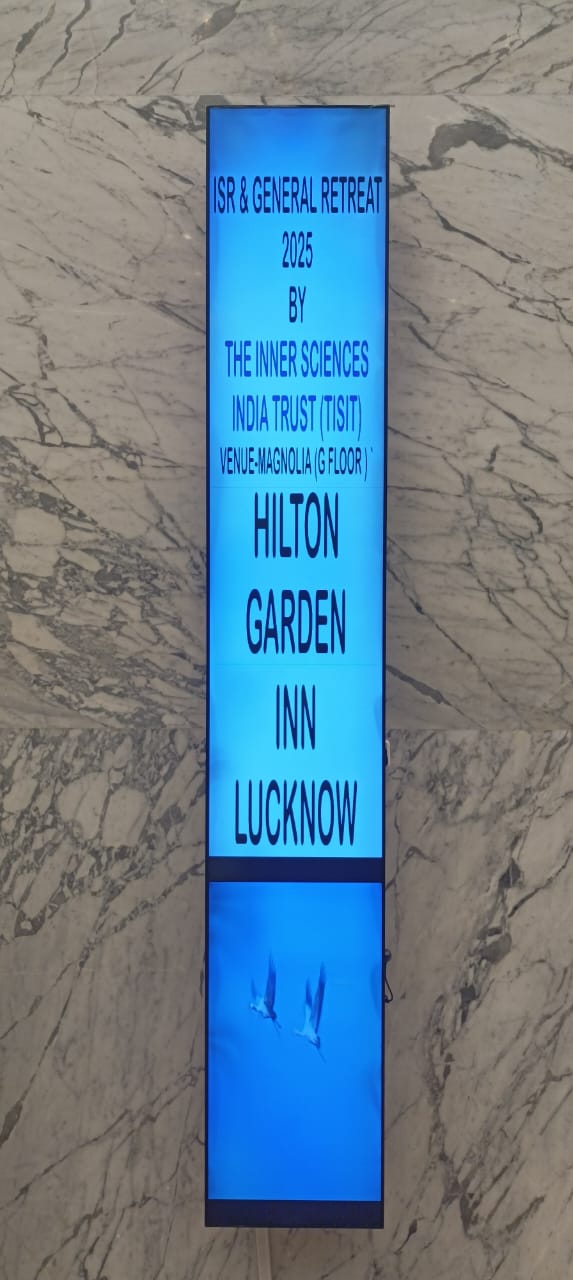 ISR & GENERAL RETREAT
2025
BY
THE INNER SCIENCES
INDIA TRUST (TISIT)
VENUE-MAGNOLIA (G FLOOR ) `
HILTON
GARDEN
INN
LUCKNOW